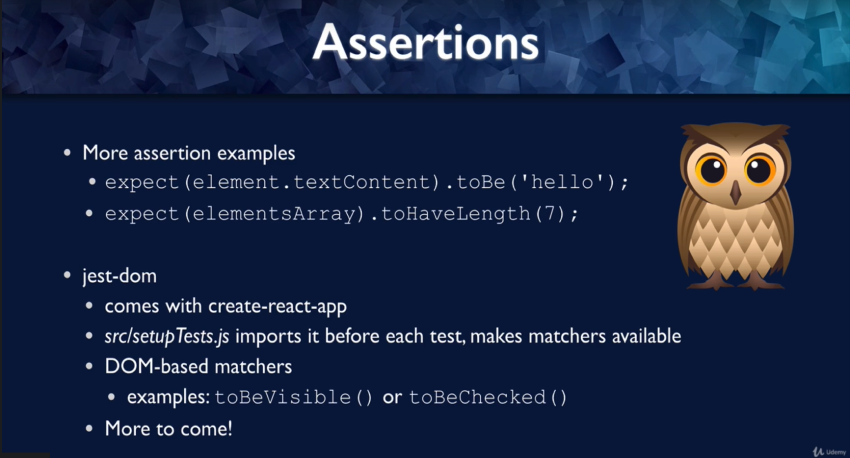 Assertions
• More assertion examples
• expect(element.textContent).toBe('hello');
• expect(elementsArray).toHaveLength(7);
• jest-dom
• comes with create-react-app
• src/setupTests.js imports it before each test, makes matchers available
• DOM-based matchers
• examples: toBeVisible() or toBeChecked()
• More to come!
Udemy